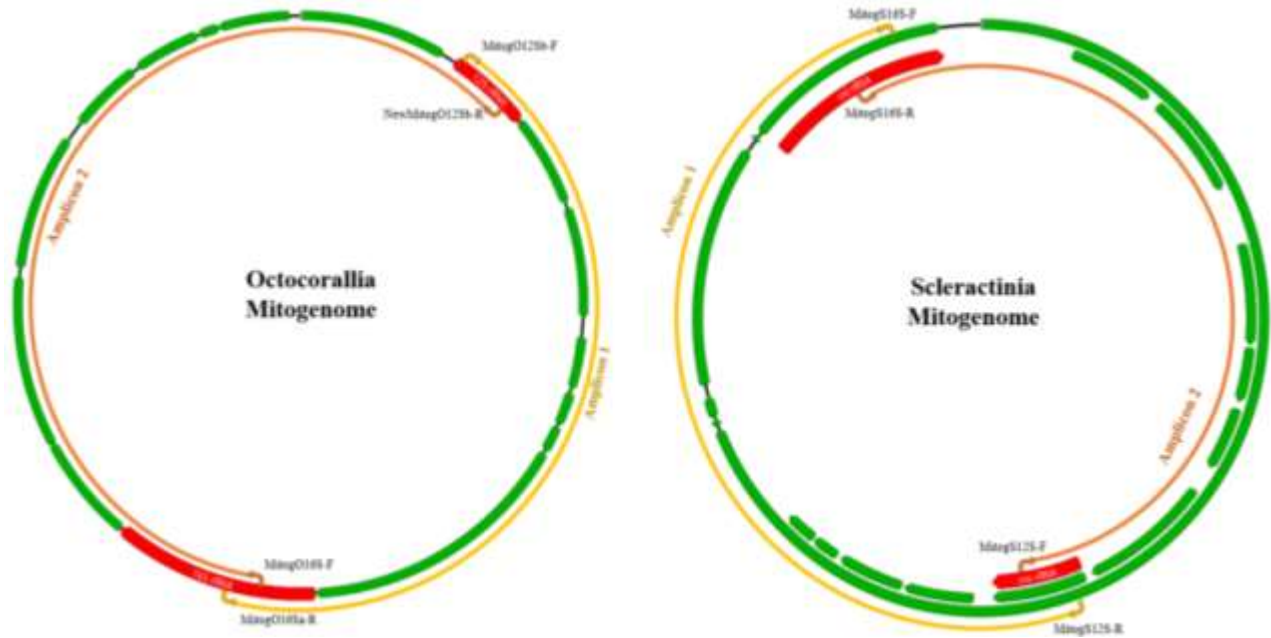 MitogO12Sb-F
NewMitogO12Sb-R
Amplicon 2
Octocorallia
Mitogenome
Amplicon 1
MitogO16S-F
MitogO16Sa-R
MitogS16S-F
MitogS16S-R
Amplicon 1
Scleractinia
Mitogenome
Amplicon 2
MitogS12S-F
MitogS12S-R